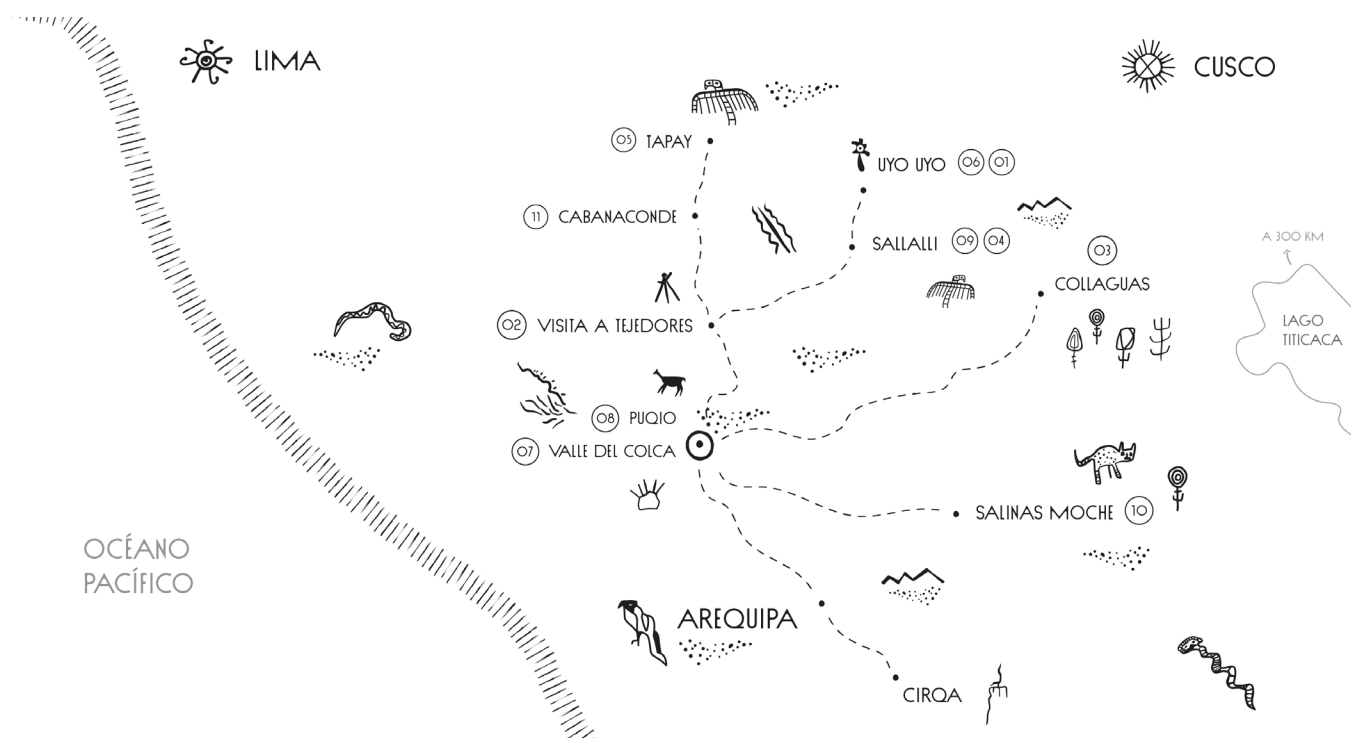 LIMA
CUSCO
05 TAPAY
UYO UYO 06 01
11 CABANACONDE
SALLALLI 09 04
A 300 KM
03
COLLAGUAS
02 VISITA A TEJEDORES
LAGO
TITICACA
08 PUQIO
07 VALLE DEL COLCA
SALINAS MOCHE 10
OCÉANO
PACÍFICO
AREQUIPA
CIRQA